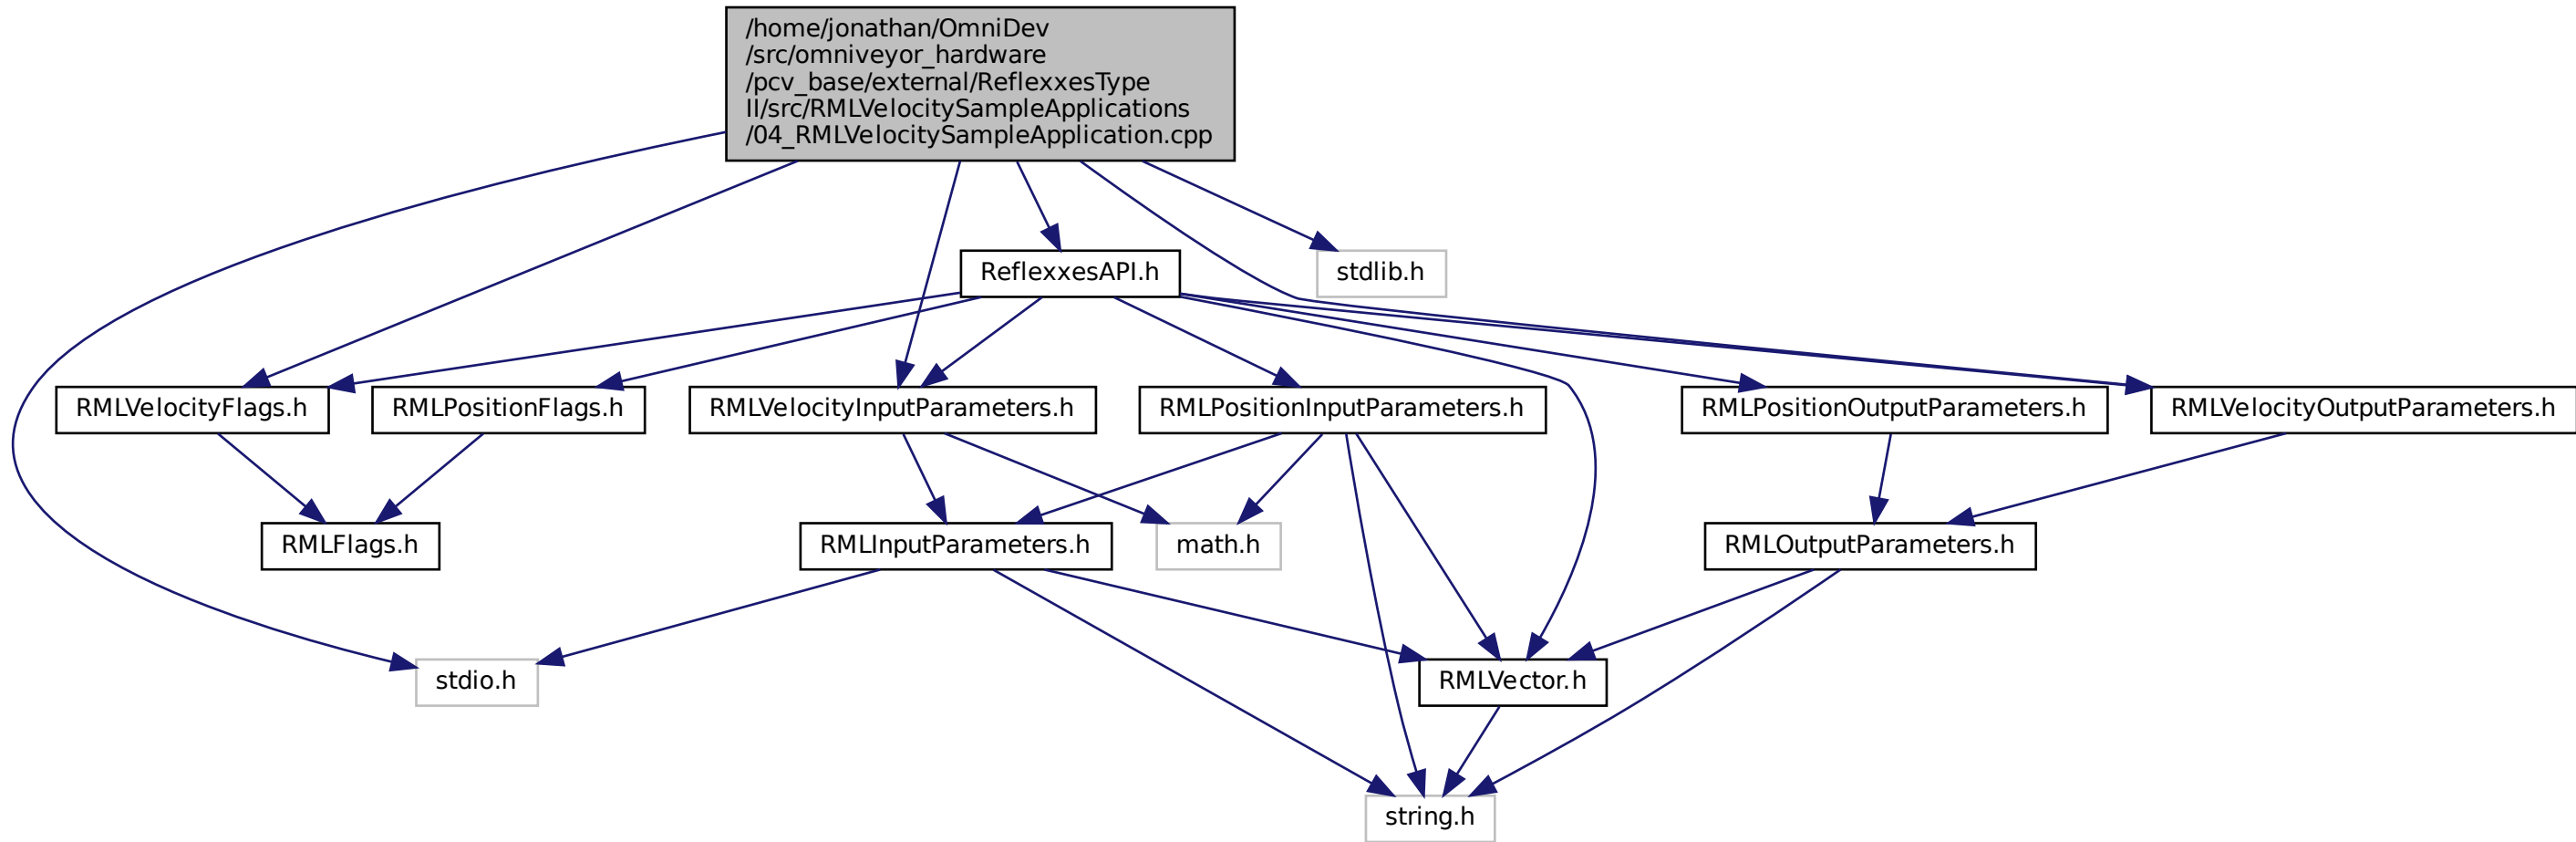 /home/jonathan/OmniDev
/src/omniveyor_hardware
/pcv_base/external/ReflexxesType
II/src/RMLVelocitySampleApplications
/04_RMLVelocitySampleApplication.cpp
ReflexxesAPI.h
stdlib.h
RMLVelocityFlags.h
RMLPositionFlags.h
RMLVelocityInputParameters.h
RMLPositionInputParameters.h
RMLPositionOutputParameters.h
RMLVelocityOutputParameters.h
RMLFlags.h
RMLInputParameters.h
math.h
RMLOutputParameters.h
stdio.h
RMLVector.h
string.h